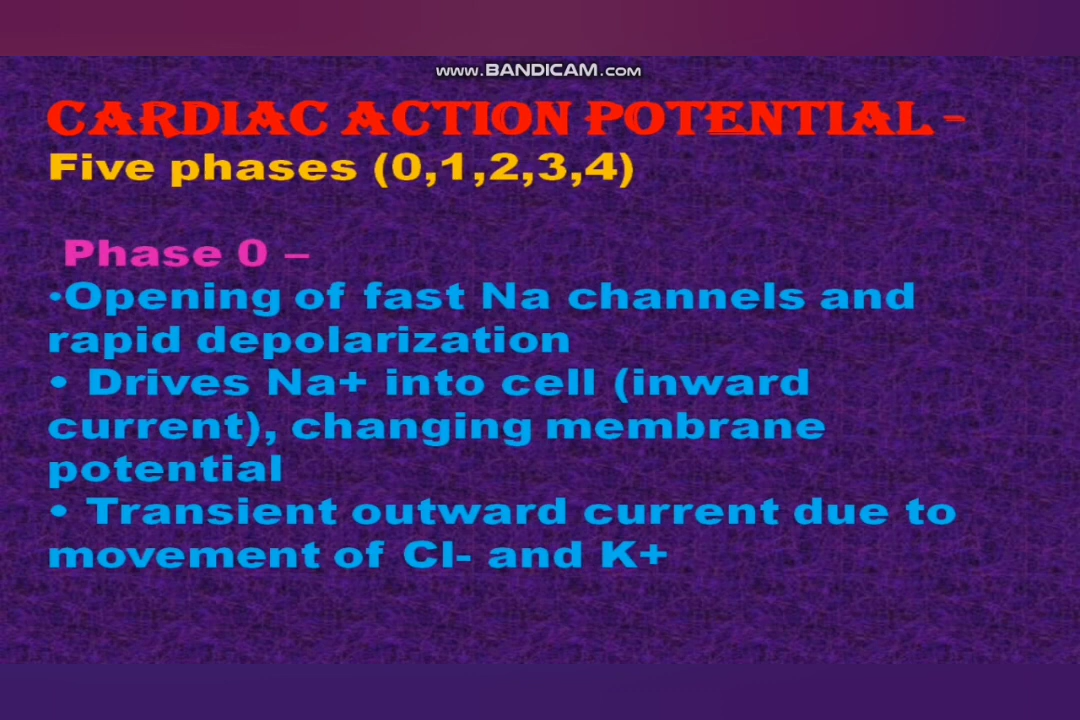 www.BANDICAM.com
CARDIAC ACTION POTENTIAL –
Five phases (0,1,2,3,4)
Phase 0 –
•Opening of fast Na channels and
rapid depolarization
• Drives Na+ into cell (inward
current), changing membrane
potential
• Transient outward current due to
movement of Cl- and K+